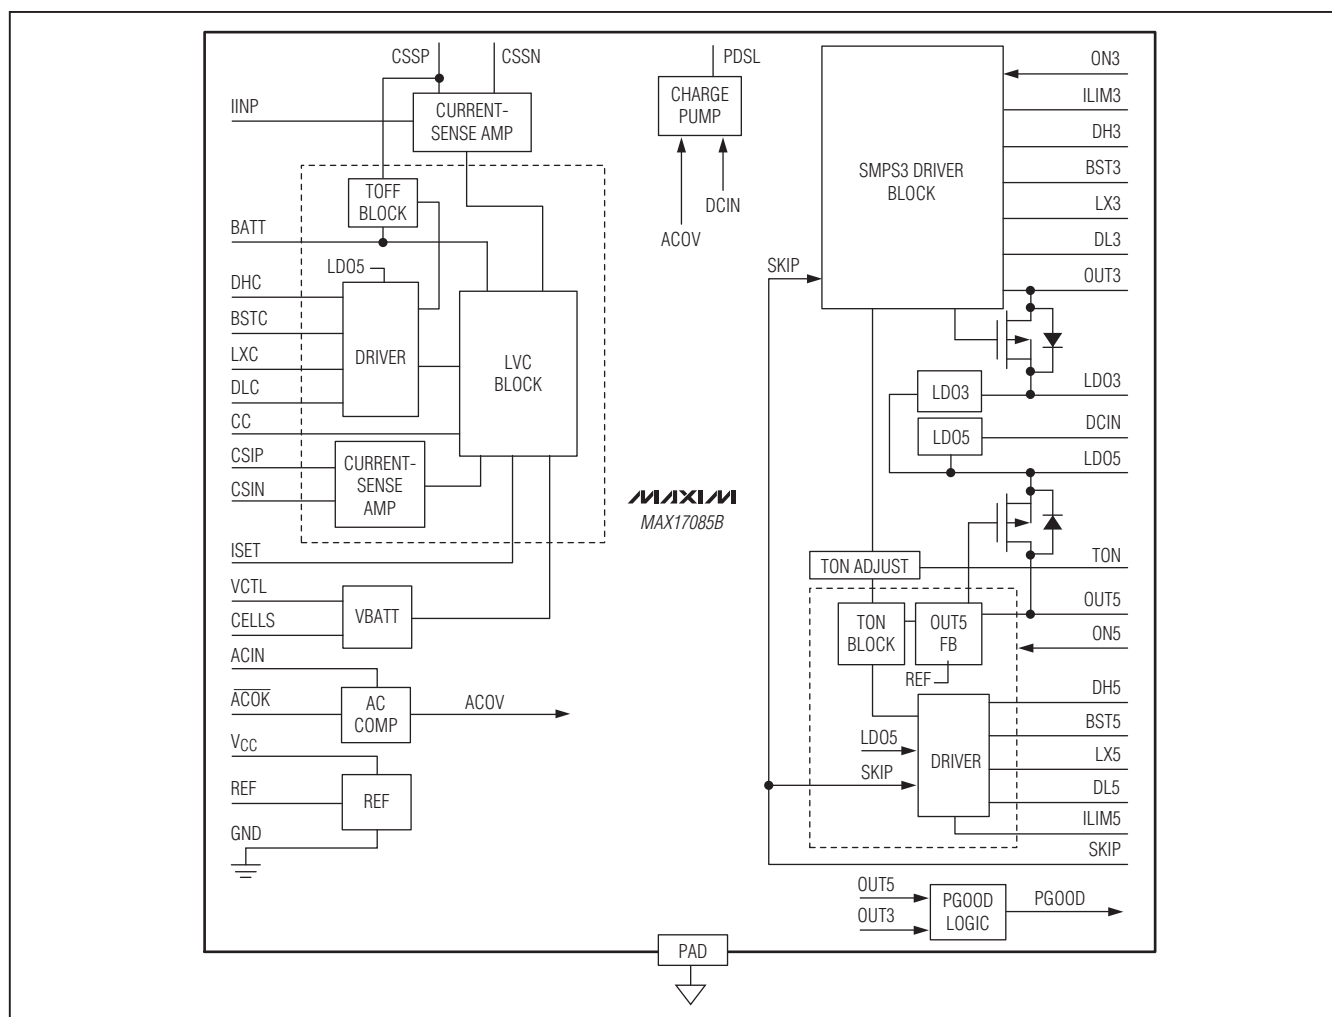 CSSP
CSSN
IINP
CURRENT-
SENSE AMP
TOFF
BLOCK
BATT
LDO5
DHC
BSTC
LXC
DLC
CC
CSIP
CSIN
DRIVER
LVC
BLOCK
CURRENT-
SENSE
AMP
ISET
VCTL
CELLS
VBATT
ACIN
ACOK
AC
COMP
ACOV
VCC
REF
REF
GND
PDSL
CHARGE
PUMP
DCIN
ACOV
MAXIM
MAX17085B
SMPS3 DRIVER
BLOCK
SKIP
ON3
ILIM3
DH3
BST3
LX3
DL3
OUT3
LDO3
LDO3
DCIN
LDO5
LDO5
TON ADJUST
TON
TON
BLOCK
OUT5
FB
REF
OUT5
ON5
DH5
BST5
LX5
DL5
ILIM5
SKIP
LDO5
SKIP
DRIVER
OUT5
OUT3
PGOOD
LOGIC
PGOOD
PAD